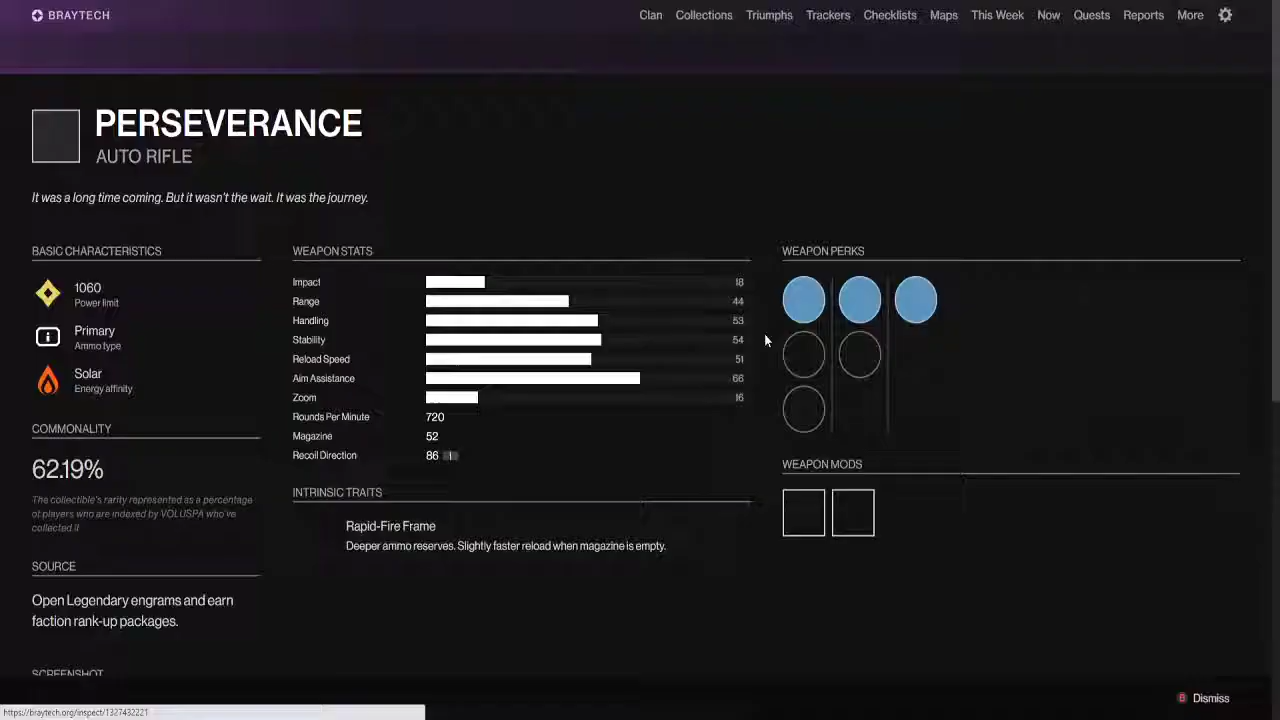 BRAYTECH
Clan Collections Triumphs Trackers Checklists Maps This Week Now Quests Reports More
PERSEVERANCE
AUTO RIFLE
It was a long time coming. But it wasn't the wait. It was the journey.
BASIC CHARACTERISTICS
1060
Power limit
Primary
Ammo type
Solar
Energy affinity
COMMONALITY
62.19%
The collectible's rarity represented as a percentage
of players who are indexed by VOLUSPA who've
collected it
SOURCE
Open Legendary engrams and earn
faction rank-up packages.
SCREENSHOT
WEAPON STATS
Impact 18
Range 44
Handling 53
Stability 54
Reload Speed 51
Aim Assistance 66
Zoom 16
Rounds Per Minute 720
Magazine 52
Recoil Direction 86
INTRINSIC TRAITS
Rapid-Fire Frame
Deeper ammo reserves. Slightly faster reload when magazine is empty.
WEAPON PERKS
WEAPON MODS
Dismiss
https://braytech.org/inspect/1327432221